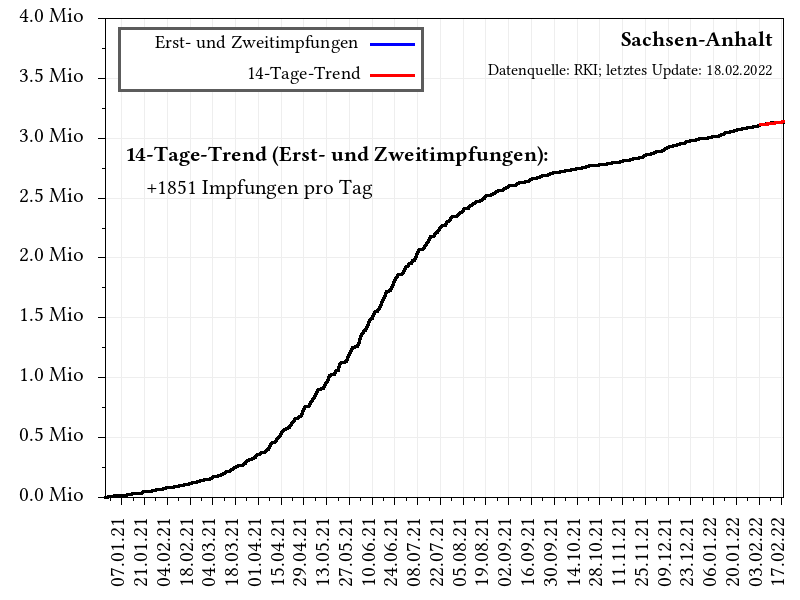 4.0 Mio
3.5 Mio
3.0 Mio
2.5 Mio
2.0 Mio
1.5 Mio
1.0 Mio
0.5 Mio
0.0 Mio
Erst- und Zweitimpfungen
14-Tage-Trend
Sachsen-Anhalt
Datenquelle: RKI; letztes Update: 18.02.2022
14-Tage-Trend (Erst- und Zweitimpfungen):
+1851 Impfungen pro Tag
07.01.21
21.01.21
04.02.21
18.02.21
04.03.21
18.03.21
01.04.21
15.04.21
29.04.21
13.05.21
27.05.21
10.06.21
24.06.21
08.07.21
22.07.21
05.08.21
19.08.21
02.09.21
16.09.21
30.09.21
14.10.21
28.10.21
11.11.21
25.11.21
09.12.21
23.12.21
06.01.22
20.01.22
03.02.22
17.02.22